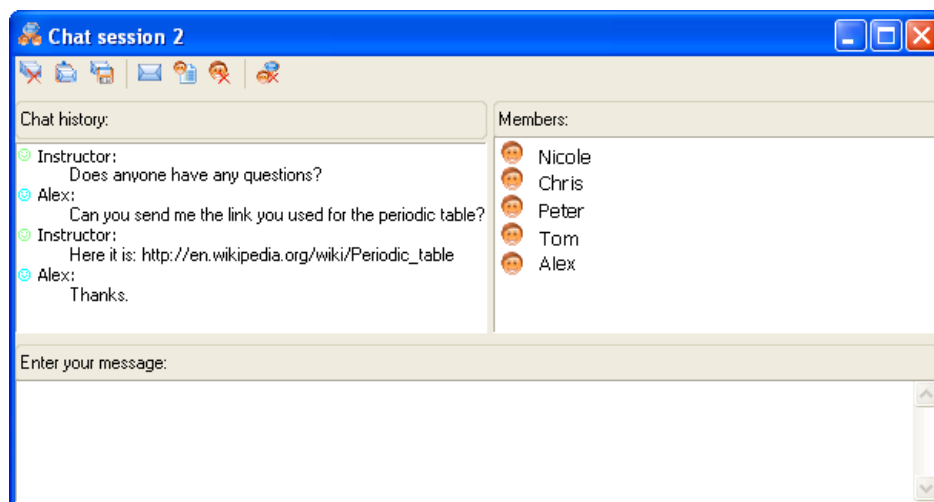 Chat session 2
Chat history:
Members:
Instructor:
Does anyone have any questions?
Alex:
Can you send me the link you used for the periodic table?
Instructor:
Here it is: http://en.wikipedia.org/wiki/Periodic_table
Alex:
Thanks.
Nicole
Chris
Peter
Tom
Alex
Enter your message: